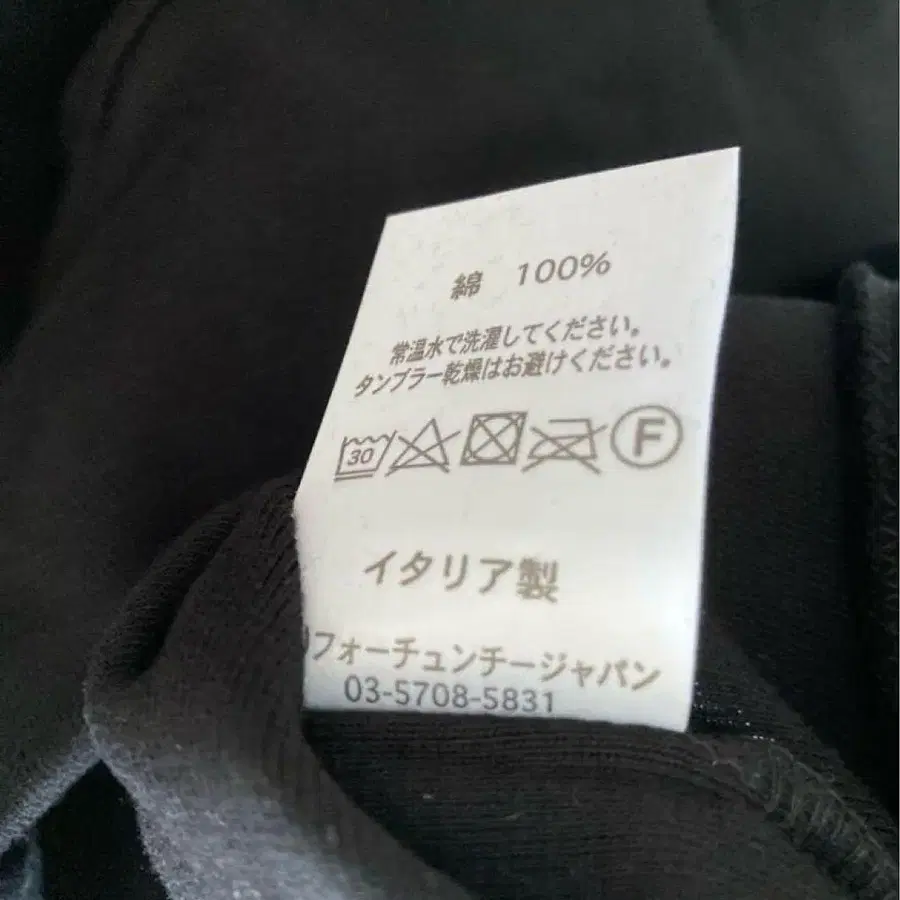 綿 100%
常温水で洗濯してください。
タンブラー乾燥はお避けください。
30 F
イタリア製
フォーチュンチージャパン
03-5708-5831